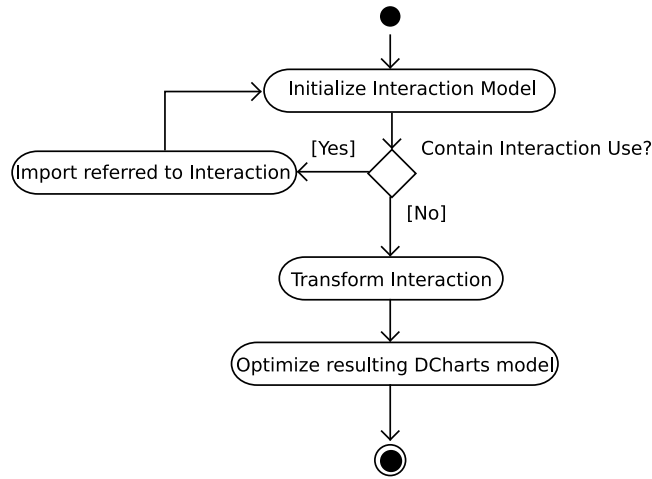 Initialize Interaction Model
[Yes]
Contain Interaction Use?
Import referred to Interaction
[No]
Transform Interaction
Optimize resulting DCharts model